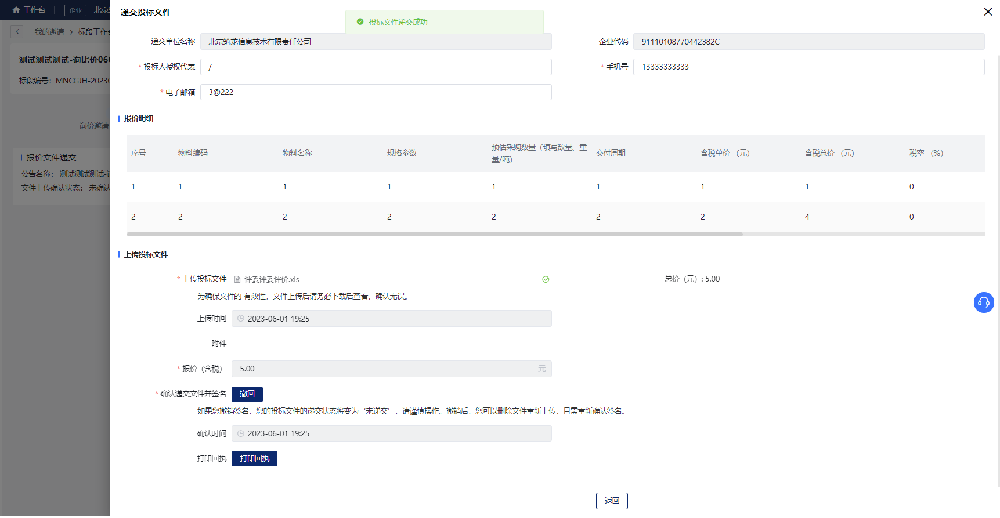 工作台
企业
北京筑
递交投标文件
投标文件递交成功
我的邀请 > 标段工作台
测试测试测试-询比价060
标段编号：MNCGJH-20230
询价邀请
报价文件递交
公告名称： 测试测试测试-询
文件上传确认状态： 未确认
递交单位名称 北京筑龙信息技术有限责任公司
企业代码 91110108770442382C
* 投标人授权代表 /
* 手机号 13333333333
* 电子邮箱 3@222
报价明细
序号 物料编码 物料名称 规格参数 预估采购数量（填写数量、重 交付周期 含税单价 （元） 含税总价 （元） 税率 （%）
量/吨）
1 1 1 1 1 1 1 1 0
2 2 2 2 2 2 2 4 0
上传投标文件
* 上传投标文件 评委评委评价.xls
总价（元）: 5.00
为确保文件的 有效性，文件上传后请务必下载后查看，确认无误。
上传时间 2023-06-01 19:25
附件
* 报价（含税） 5.00 元
* 确认递交文件并签名 撤回
如果您撤销签名，您的投标文件的递交状态将变为‘未递交’，请谨慎操作。撤销后，您可以删除文件重新上传，且需重新确认签名。
确认时间 2023-06-01 19:25
打印回执 打印回执
返回